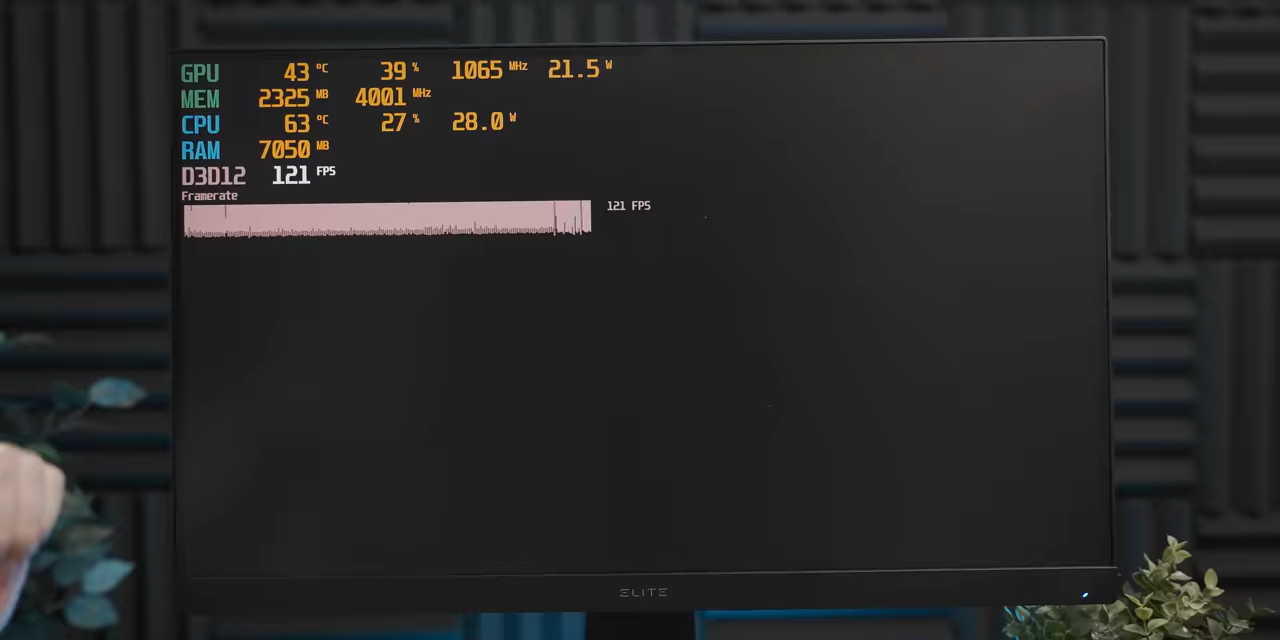 GPU 43 °C 39 % 1065 MHz 21.5 W
MEM 2325 MB 4001 MHz
CPU 63 °C 27 % 28.0 W
RAM 7050 MB
D3D12 121 FPS
Framerate
121 FPS
ELITE